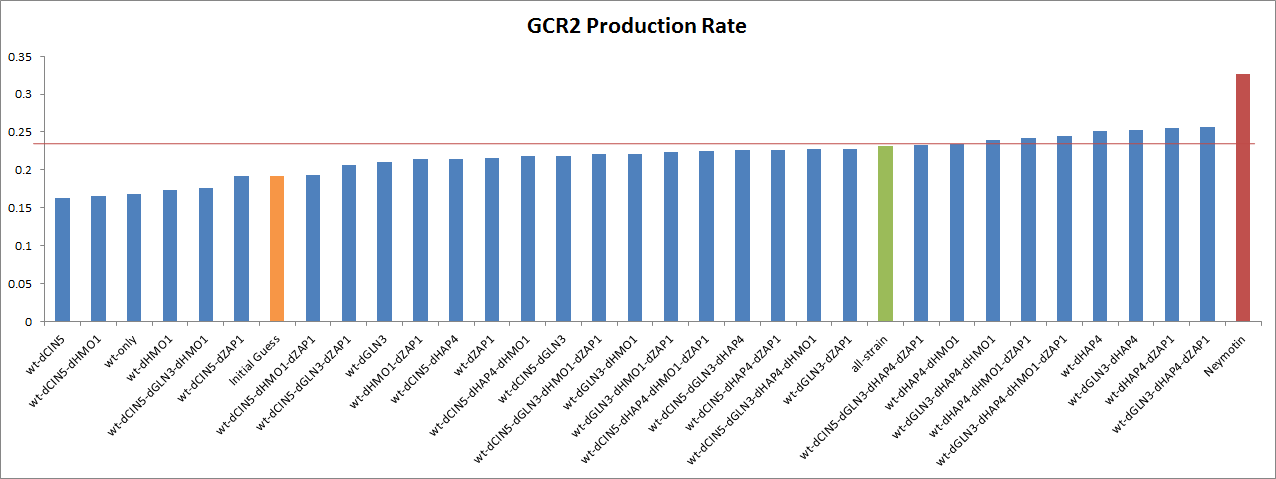 GCR2 Production Rate
0.35
0.3
0.25
0.2
0.15
0.1
0.05
0
wt-dCIN5
wt-dCIN5-dHMO1
wt-only
wt-dHMO1
wt-dCIN5-dGLN3-dHMO1
wt-dCIN5-dZAP1
Initial Guess
wt-dCIN5-dHMO1-dZAP1
wt-dCIN5-dGLN3-dZAP1
wt-dGLN3
wt-dHMO1-dZAP1
wt-dCIN5-dHAP4
wt-dZAP1
wt-dCIN5-dHAP4-dHMO1
wt-dCIN5-dGLN3
wt-dCIN5-dGLN3-dHMO1-dZAP1
wt-dGLN3-dHMO1
wt-dGLN3-dHMO1-dZAP1
wt-dCIN5-dHAP4-dHMO1-dZAP1
wt-dCIN5-dGLN3-dHAP4
wt-dCIN5-dHAP4-dZAP1
wt-dCIN5-dGLN3-dHAP4-dHMO1
wt-dGLN3-dZAP1
all-strain
wt-dCIN5-dGLN3-dHAP4-dZAP1
wt-dHAP4-dHMO1
wt-dGLN3-dHAP4-dHMO1
wt-dHAP4-dHMO1-dZAP1
wt-dGLN3-dHAP4-dHMO1-dZAP1
wt-dHAP4
wt-dGLN3-dHAP4
wt-dHAP4-dZAP1
wt-dGLN3-dHAP4-dZAP1
Neymotin